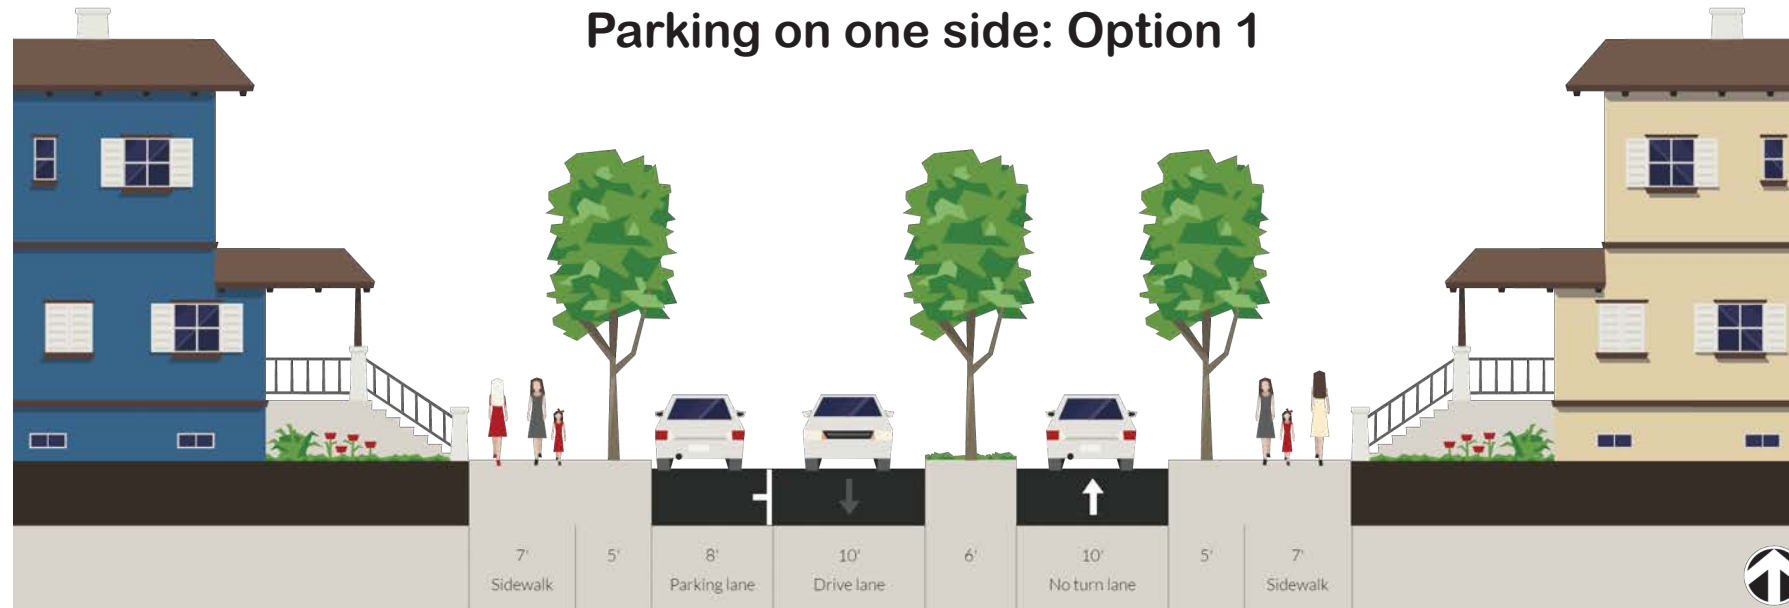 Parking on one side: Option 1
7' 5' 8' 10' 6' 10' 5' 7'
Sidewalk Parking lane Drive lane No turn lane Sidewalk